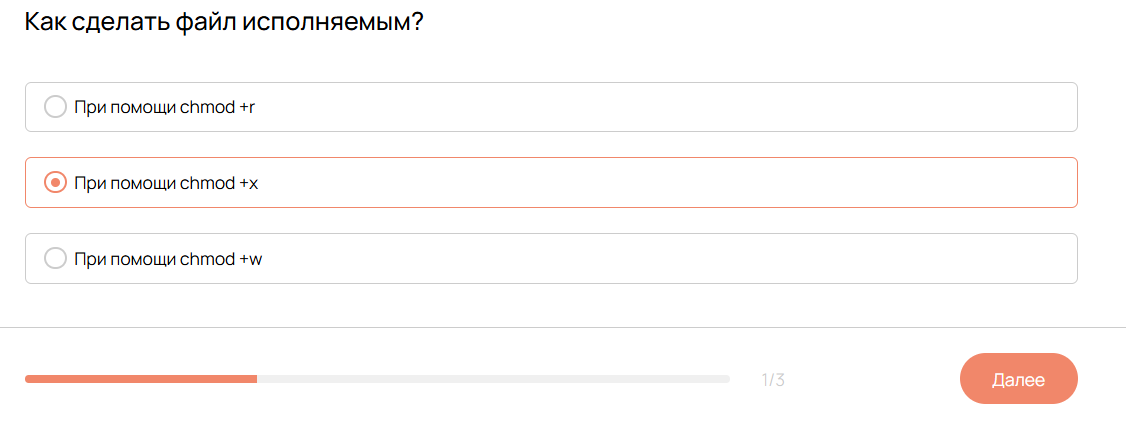 Как сделать файл исполняемым?
При помощи chmod +r
При помощи chmod +x
При помощи chmod +w
1/3
Далее